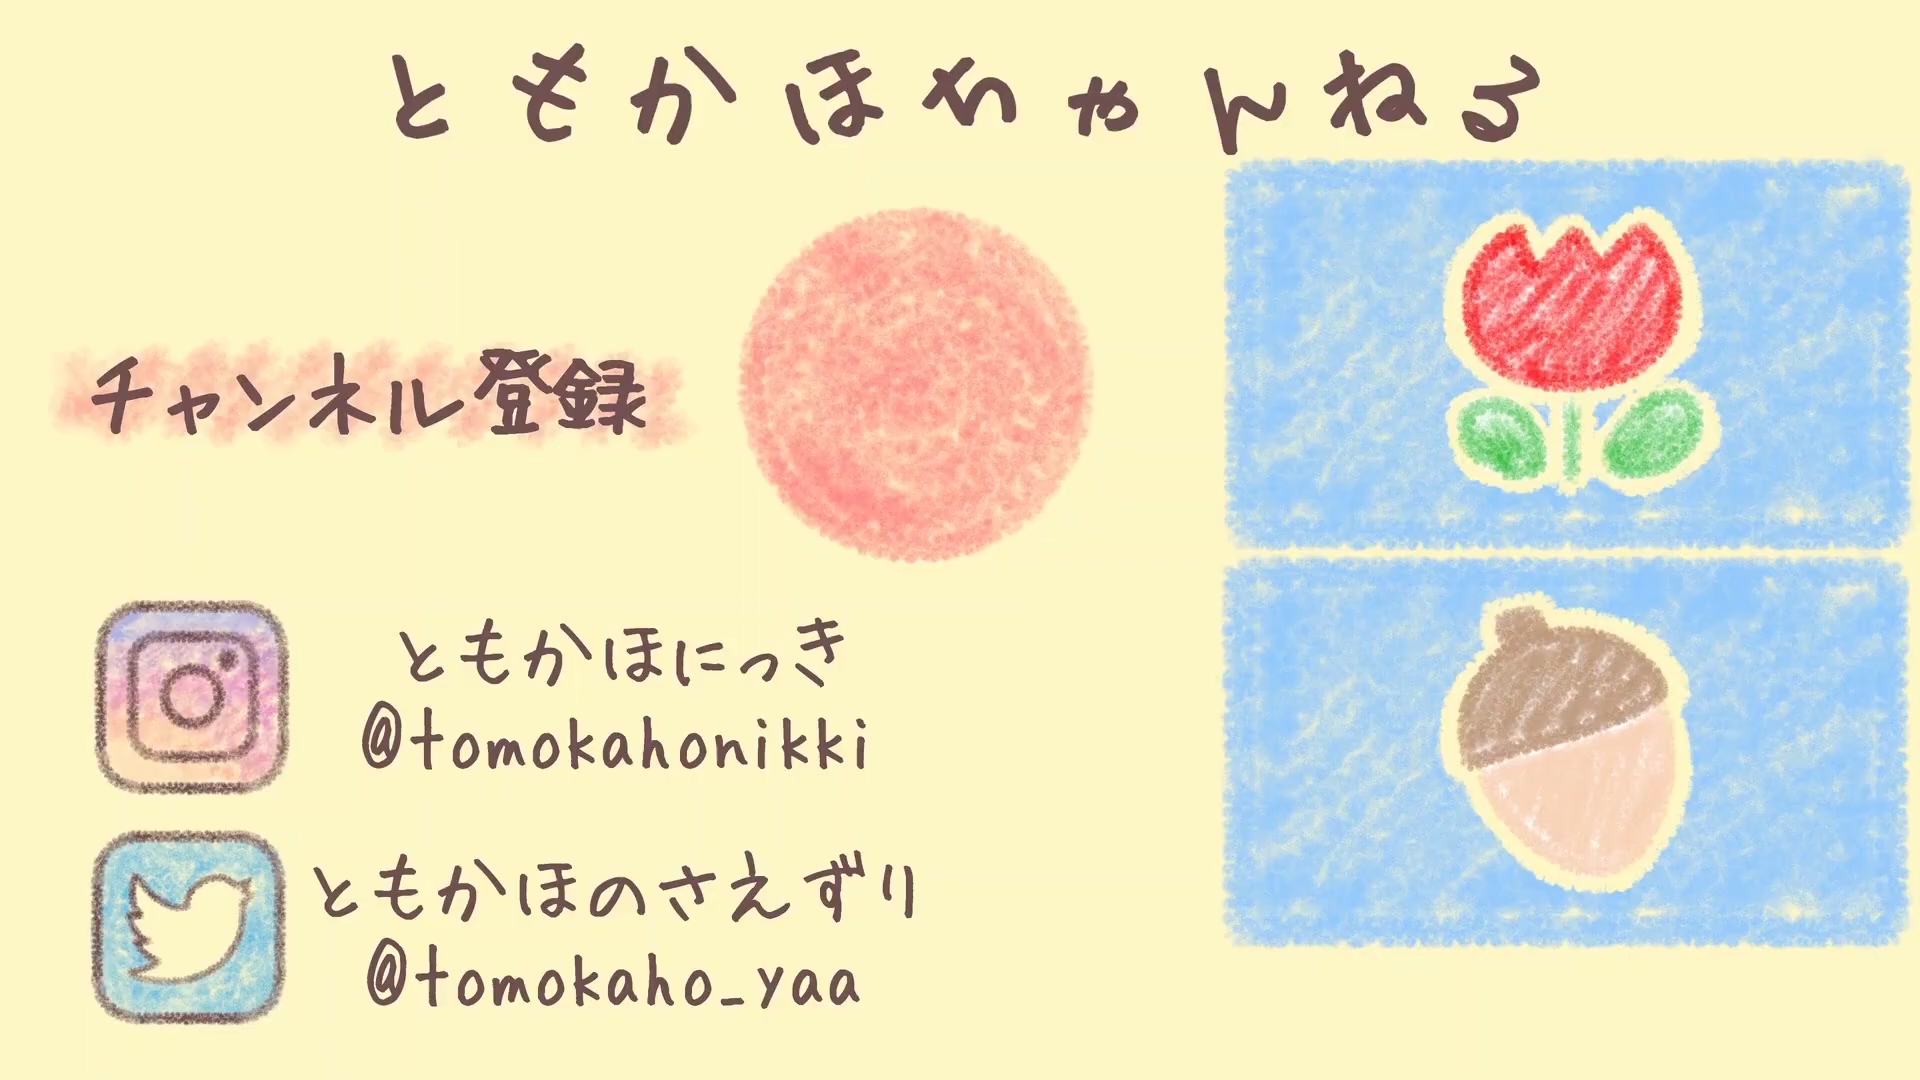 ともかほちゃんねる
チャンネル登録
ともかほにっき
@tomokahonikki
ともかほのさえずり
@tomokaho_yaa